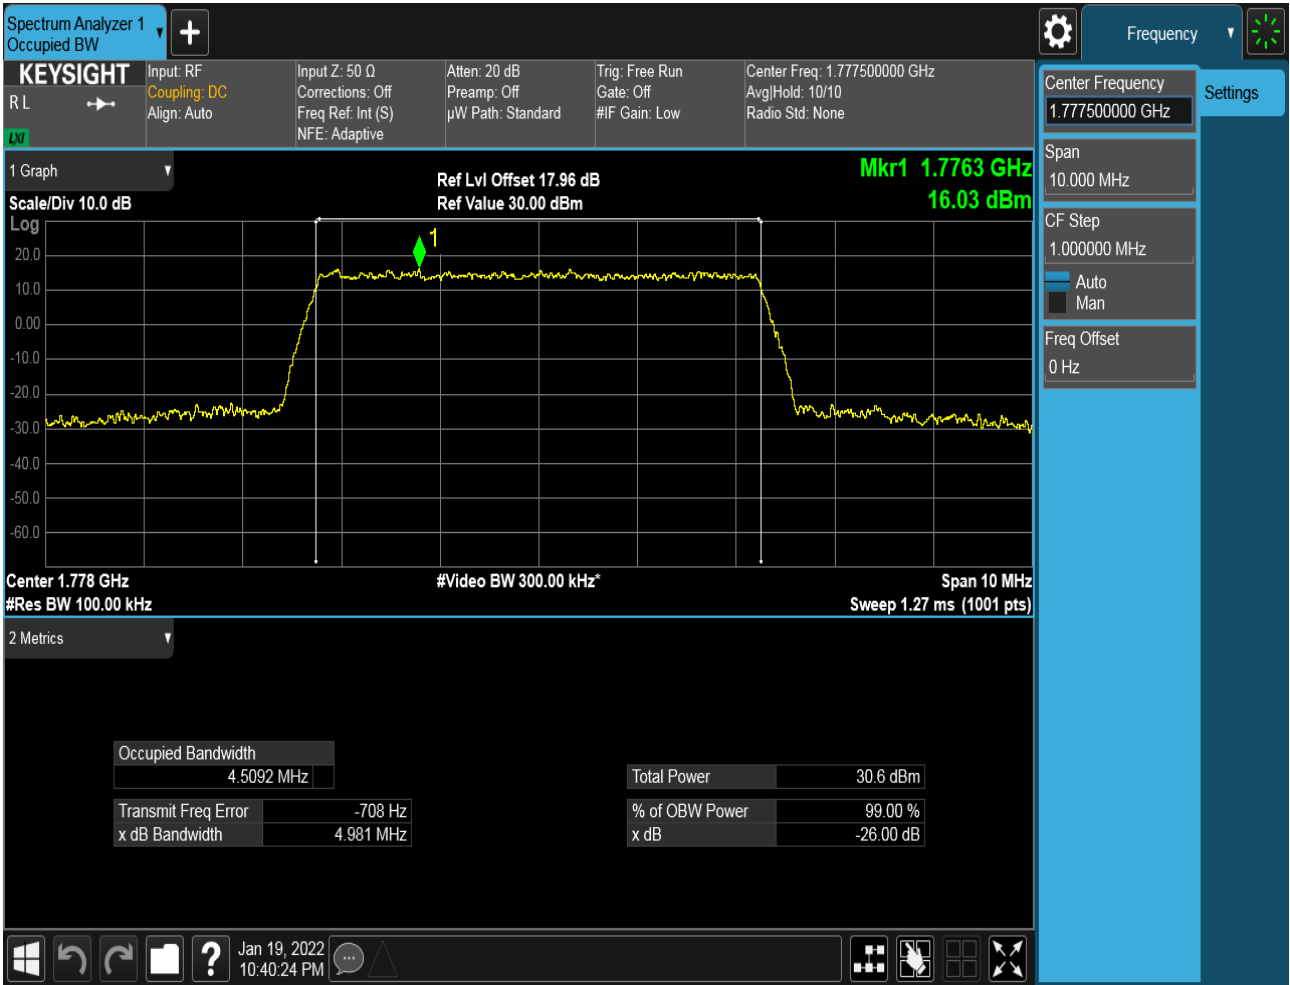 Spectrum Analyzer 1
Occupied BW
Frequency
KEYSIGHT
R L
LXI
Input: RF
Coupling: DC
Align: Auto
Input Z: 50 Ω
Corrections: Off
Freq Ref: Int (S)
NFE: Adaptive
Atten: 20 dB
Preamp: Off
µW Path: Standard
Trig: Free Run
Gate: Off
#IF Gain: Low
Center Freq: 1.777500000 GHz
Avg|Hold: 10/10
Radio Std: None
Center Frequency
1.777500000 GHz
Settings
Span
10.000 MHz
CF Step
1.000000 MHz
Auto
Man
Freq Offset
0 Hz
1 Graph
Scale/Div 10.0 dB
Ref Lvl Offset 17.96 dB
Ref Value 30.00 dBm
Mkr1 1.7763 GHz
16.03 dBm
Log
1
20.0
10.0
0.00
-10.0
-20.0
-30.0
-40.0
-50.0
-60.0
Center 1.778 GHz
#Video BW 300.00 kHz*
Span 10 MHz
#Res BW 100.00 kHz
Sweep 1.27 ms (1001 pts)
2 Metrics
Occupied Bandwidth
4.5092 MHz
Transmit Freq Error -708 Hz
x dB Bandwidth 4.981 MHz
Total Power 30.6 dBm
% of OBW Power 99.00 %
x dB -26.00 dB
?
Jan 19, 2022
10:40:24 PM